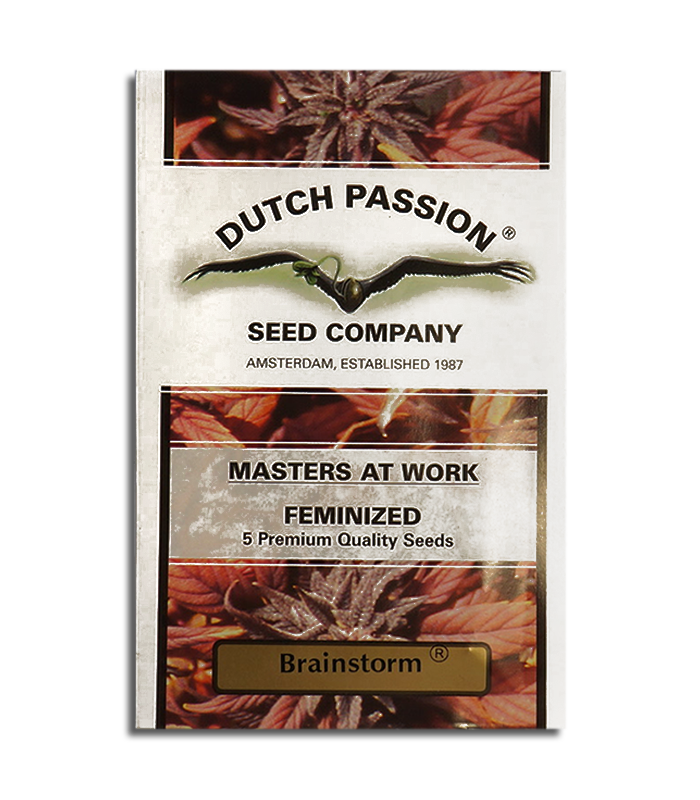 DUTCH PASSION®
SEED COMPANY
AMSTERDAM, ESTABLISHED 1987
MASTERS AT WORK
FEMINIZED
5 Premium Quality Seeds
Brainstorm®